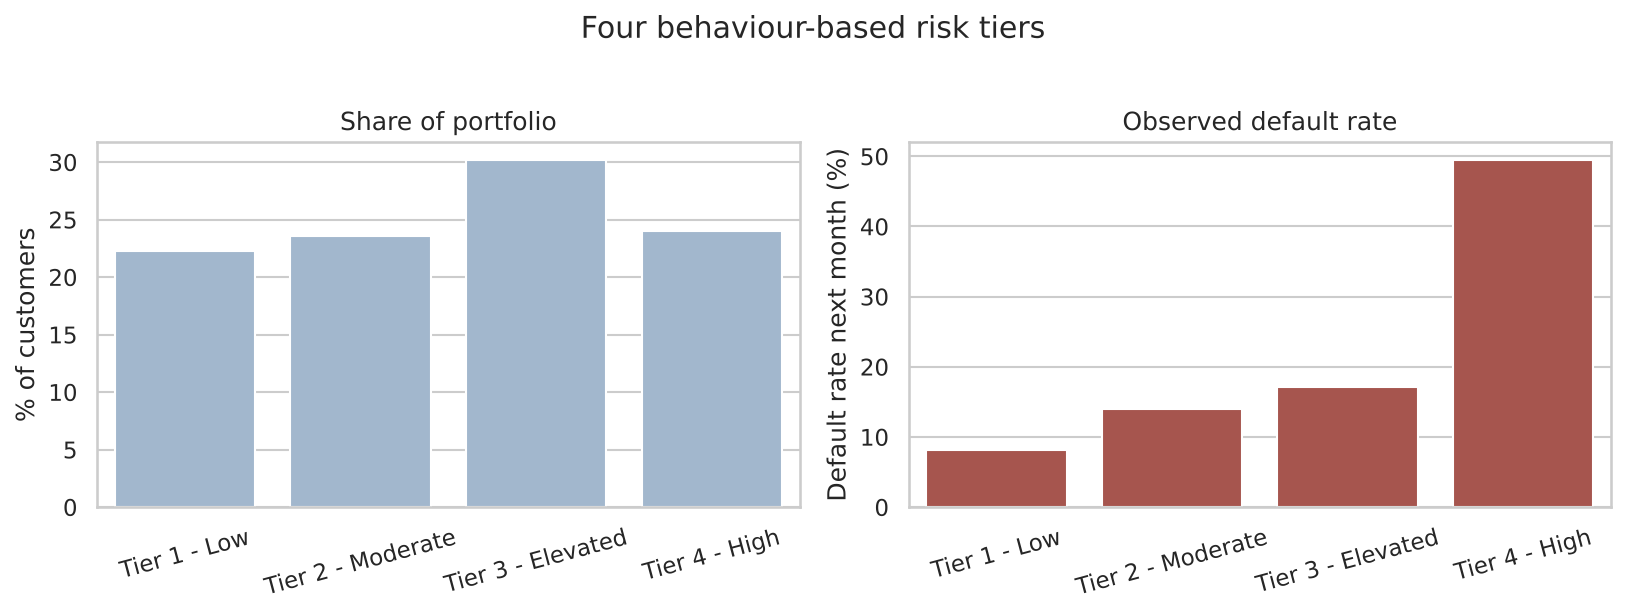 Four behaviour-based risk tiers
Share of portfolio
% of customers
30
25
20
15
10
5
0
Tier 1 - Low
Tier 2 - Moderate
Tier 3 - Elevated
Tier 4 - High
Observed default rate
Default rate next month (%)
50
40
30
20
10
0
Tier 1 - Low
Tier 2 - Moderate
Tier 3 - Elevated
Tier 4 - High